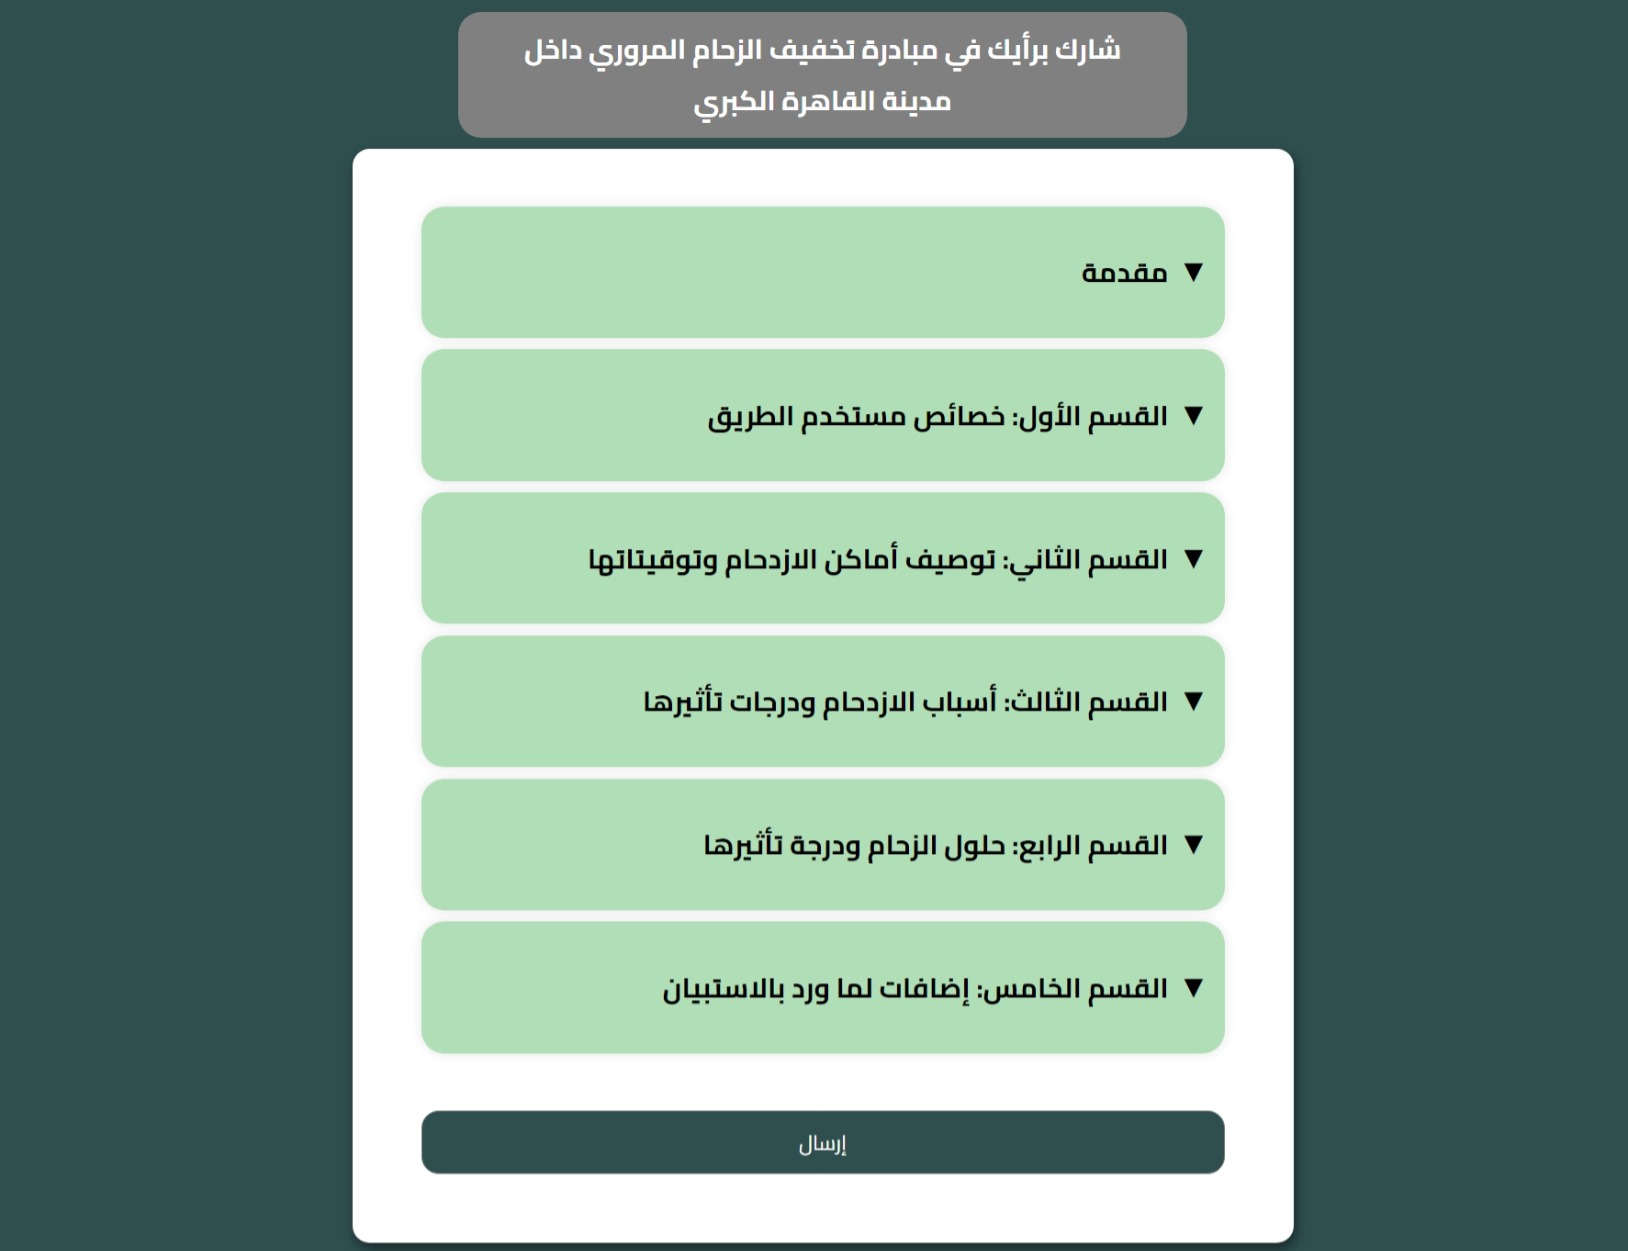 شارك برأيك في مبادرة تخفيف الزحام المروري داخل
مدينة القاهرة الكبري
▼ مقدمة
▼ القسم الأول: خصائص مستخدم الطريق
▼ القسم الثاني: توصيف أماكن الازدحام وتوقيتاتها
▼ القسم الثالث: أسباب الازدحام ودرجات تأثيرها
▼ القسم الرابع: حلول الزحام ودرجة تأثيرها
▼ القسم الخامس: إضافات لما ورد بالاستبيان
إرسال